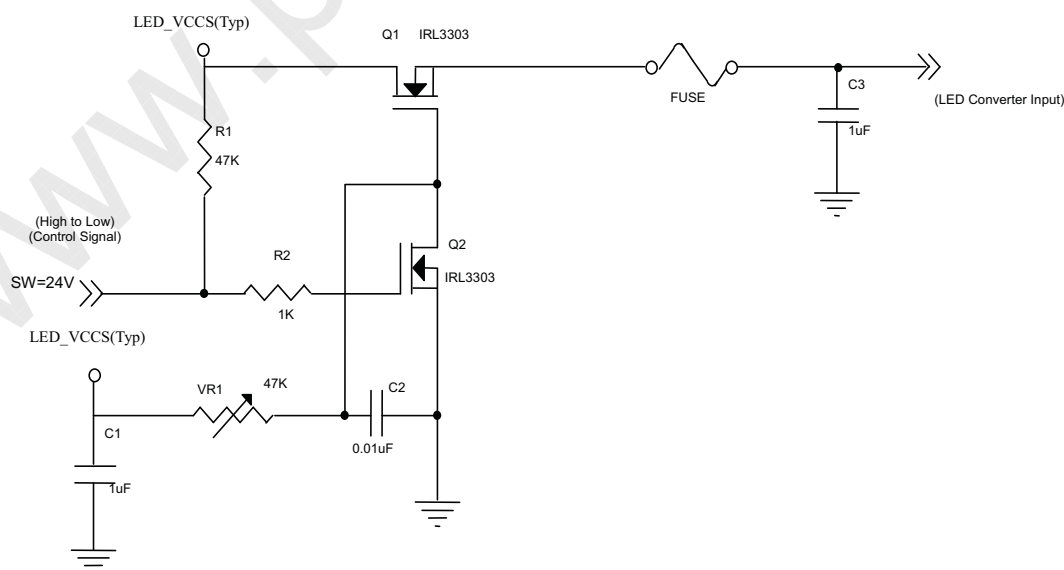 LED_VCCS(Typ)
Q1 IRL3303
FUSE
C3
1uF
(LED Converter Input)
R1
47K
(High to Low)
(Control Signal)
SW=24V
R2
1K
Q2
IRL3303
LED_VCCS(Typ)
VR1
47K
C2
0.01uF
C1
1uF
www.p